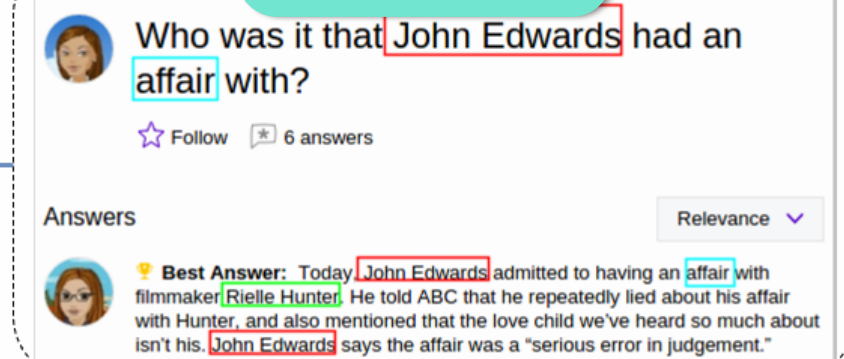 Who was it that John Edwards had an
affair with?
Follow 6 answers
Answers
Relevance
Best Answer: Today, John Edwards admitted to having an affair with
filmmaker Rielle Hunter. He told ABC that he repeatedly lied about his affair
with Hunter, and also mentioned that the love child we've heard so much about
isn't his. John Edwards says the affair was a “serious error in judgement.”